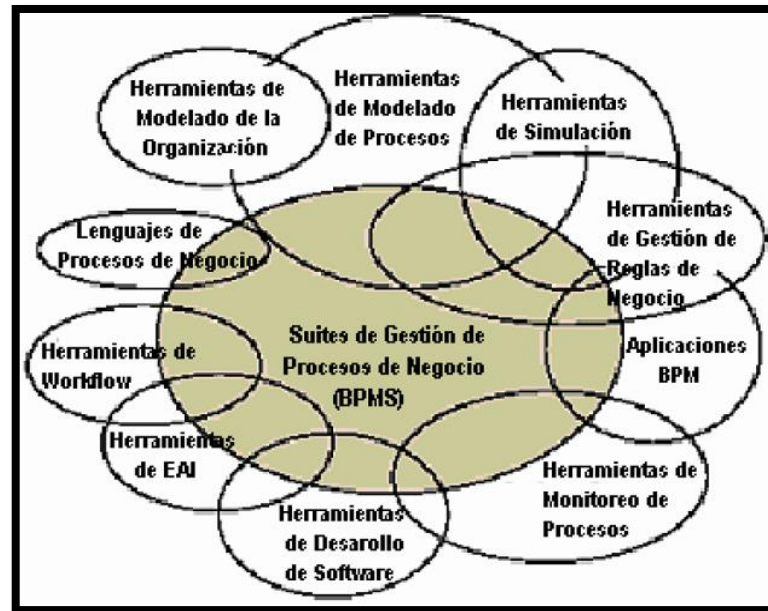 Herramientas de
Modelado de la
Organización
Herramientas
de Modelado
de Procesos
Herramientas
de Simulación
Herramientas
de Gestión de
Reglas de
Negocio
Lenguajes de
Procesos de Negocio
Suites de Gestión de
Procesos de Negocio
(BPMS)
Aplicaciones
BPM
Herramientas de
Workflow
Herramientas
de EAI
Herramientas
de Desarollo
de Software
Herramientas de
Monitoreo de
Procesos